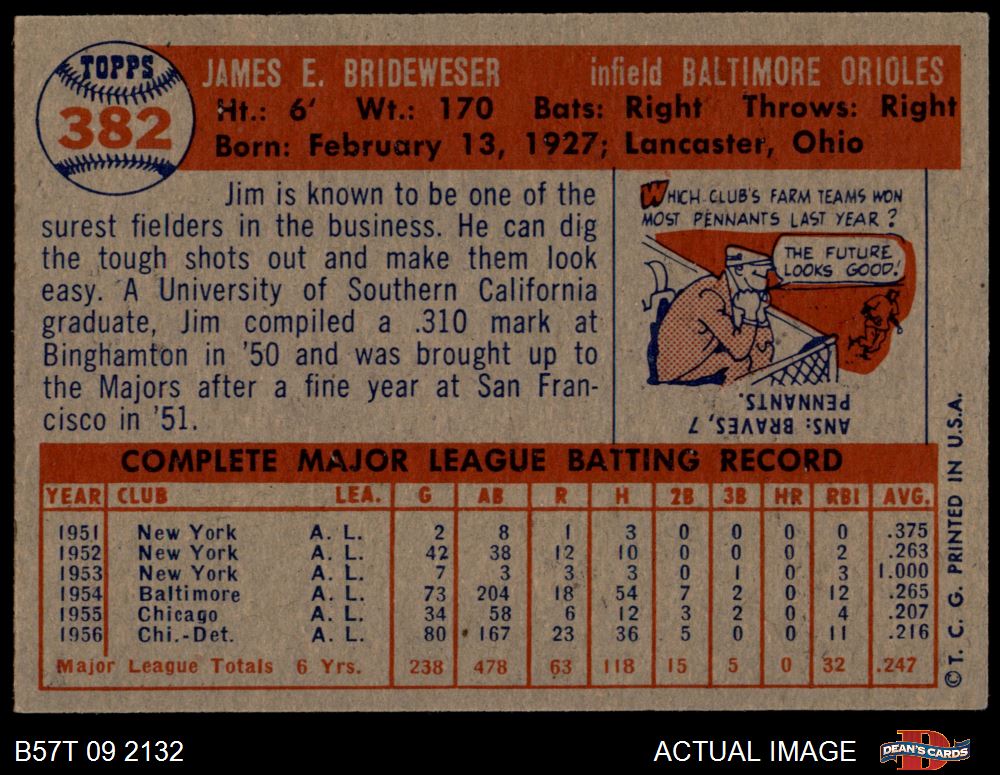 TOPPS
382
JAMES E. BRIDEWESER infield BALTIMORE ORIOLES
Ht.: 6' Wt.: 170 Bats: Right Throws: Right
Born: February 13, 1927; Lancaster, Ohio
Jim is known to be one of the
surest fielders in the business. He can dig
the tough shots out and make them look
easy. A University of Southern California
graduate, Jim compiled a .310 mark at
Binghamton in '50 and was brought up to
the Majors after a fine year at San Fran-
cisco in '51.
WHICH CLUB'S FARM TEAMS WON
MOST PENNANTS LAST YEAR?
THE FUTURE
LOOKS GOOD!
ANS: BRAVES, 7
PENNANTS.
COMPLETE MAJOR LEAGUE BATTING RECORD
YEAR CLUB LEA. G AB R H 2B 3B HR RBI AVG.
1951 New York A. L. 2 8 1 3 0 0 0 0 .375
1952 New York A. L. 42 38 12 10 0 0 0 2 .263
1953 New York A. L. 7 3 3 3 0 1 0 3 1.000
1954 Baltimore A. L. 73 204 18 54 7 2 0 12 .265
1955 Chicago A. L. 34 58 6 12 3 2 0 4 .207
1956 Chi.-Det. A. L. 80 167 23 36 5 0 0 11 .216
Major League Totals 6 Yrs. 238 478 63 118 15 5 0 32 .247
©T. C. G. PRINTED IN U.S.A.
B57T 09 2132 ACTUAL IMAGE
D
DEAN'S CARDS